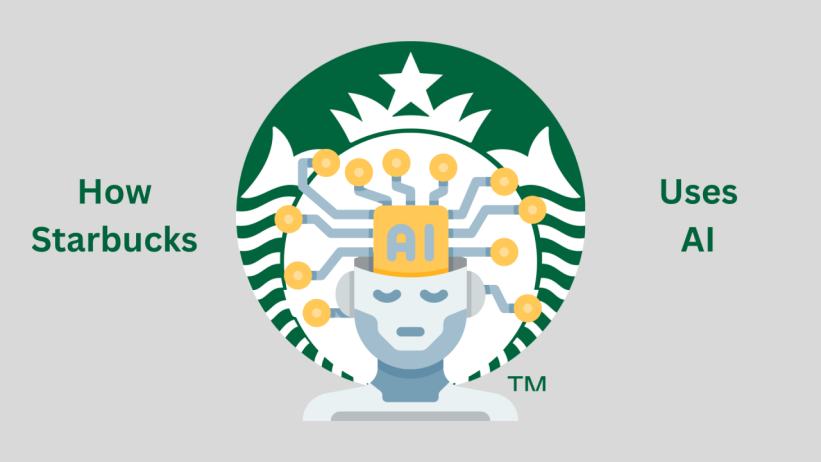 How
Starbucks
AI
Uses
AI
TM